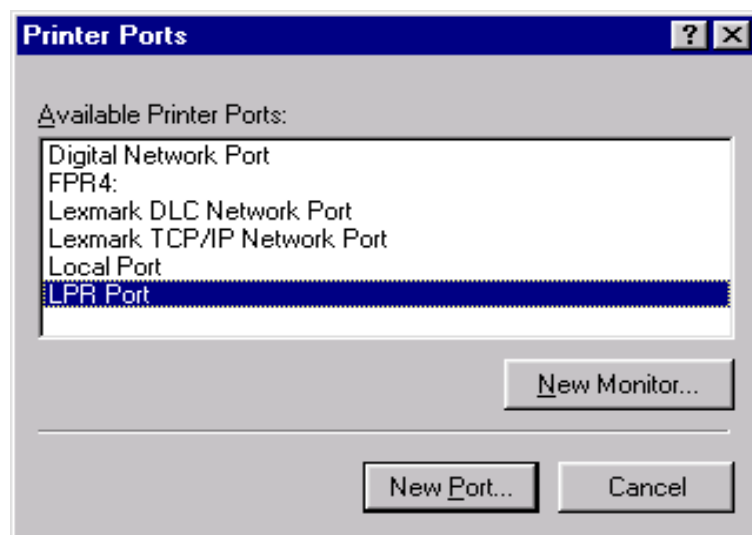 Printer Ports
Available Printer Ports:
Digital Network Port
FPR4:
Lexmark DLC Network Port
Lexmark TCP/IP Network Port
Local Port
LPR Port
New Monitor...
New Port...
Cancel